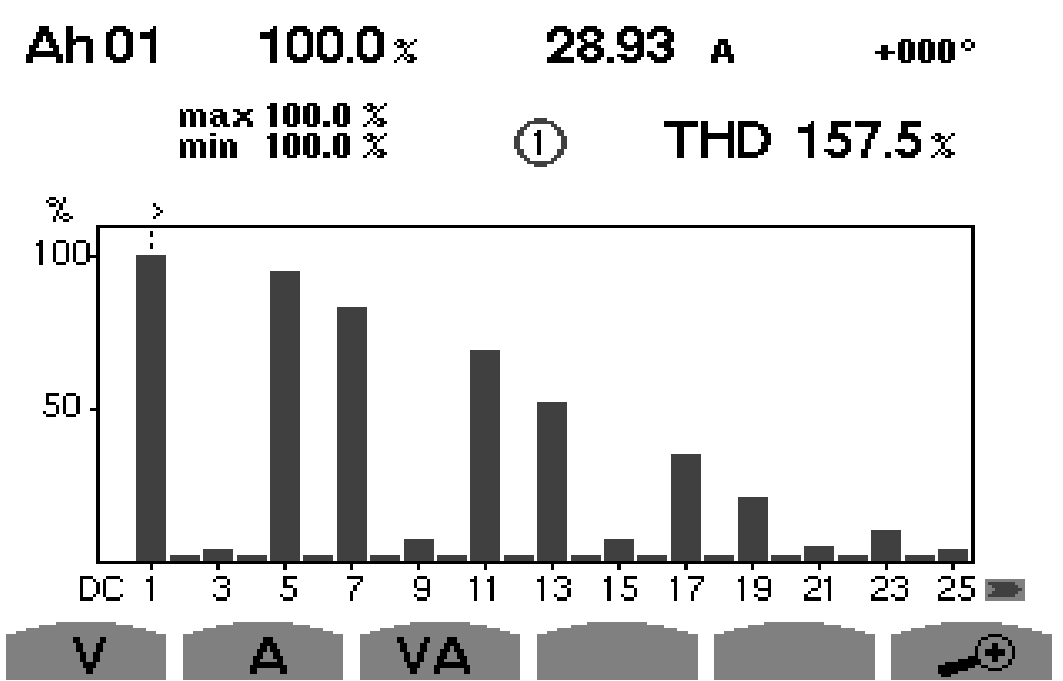 Ah 01 100.0 % 28.93 A +000°
max 100.0 %
min 100.0 %
1 THD 157.5 %
% >
100
50
DC 1 3 5 7 9 11 13 15 17 19 21 23 25
V A VA